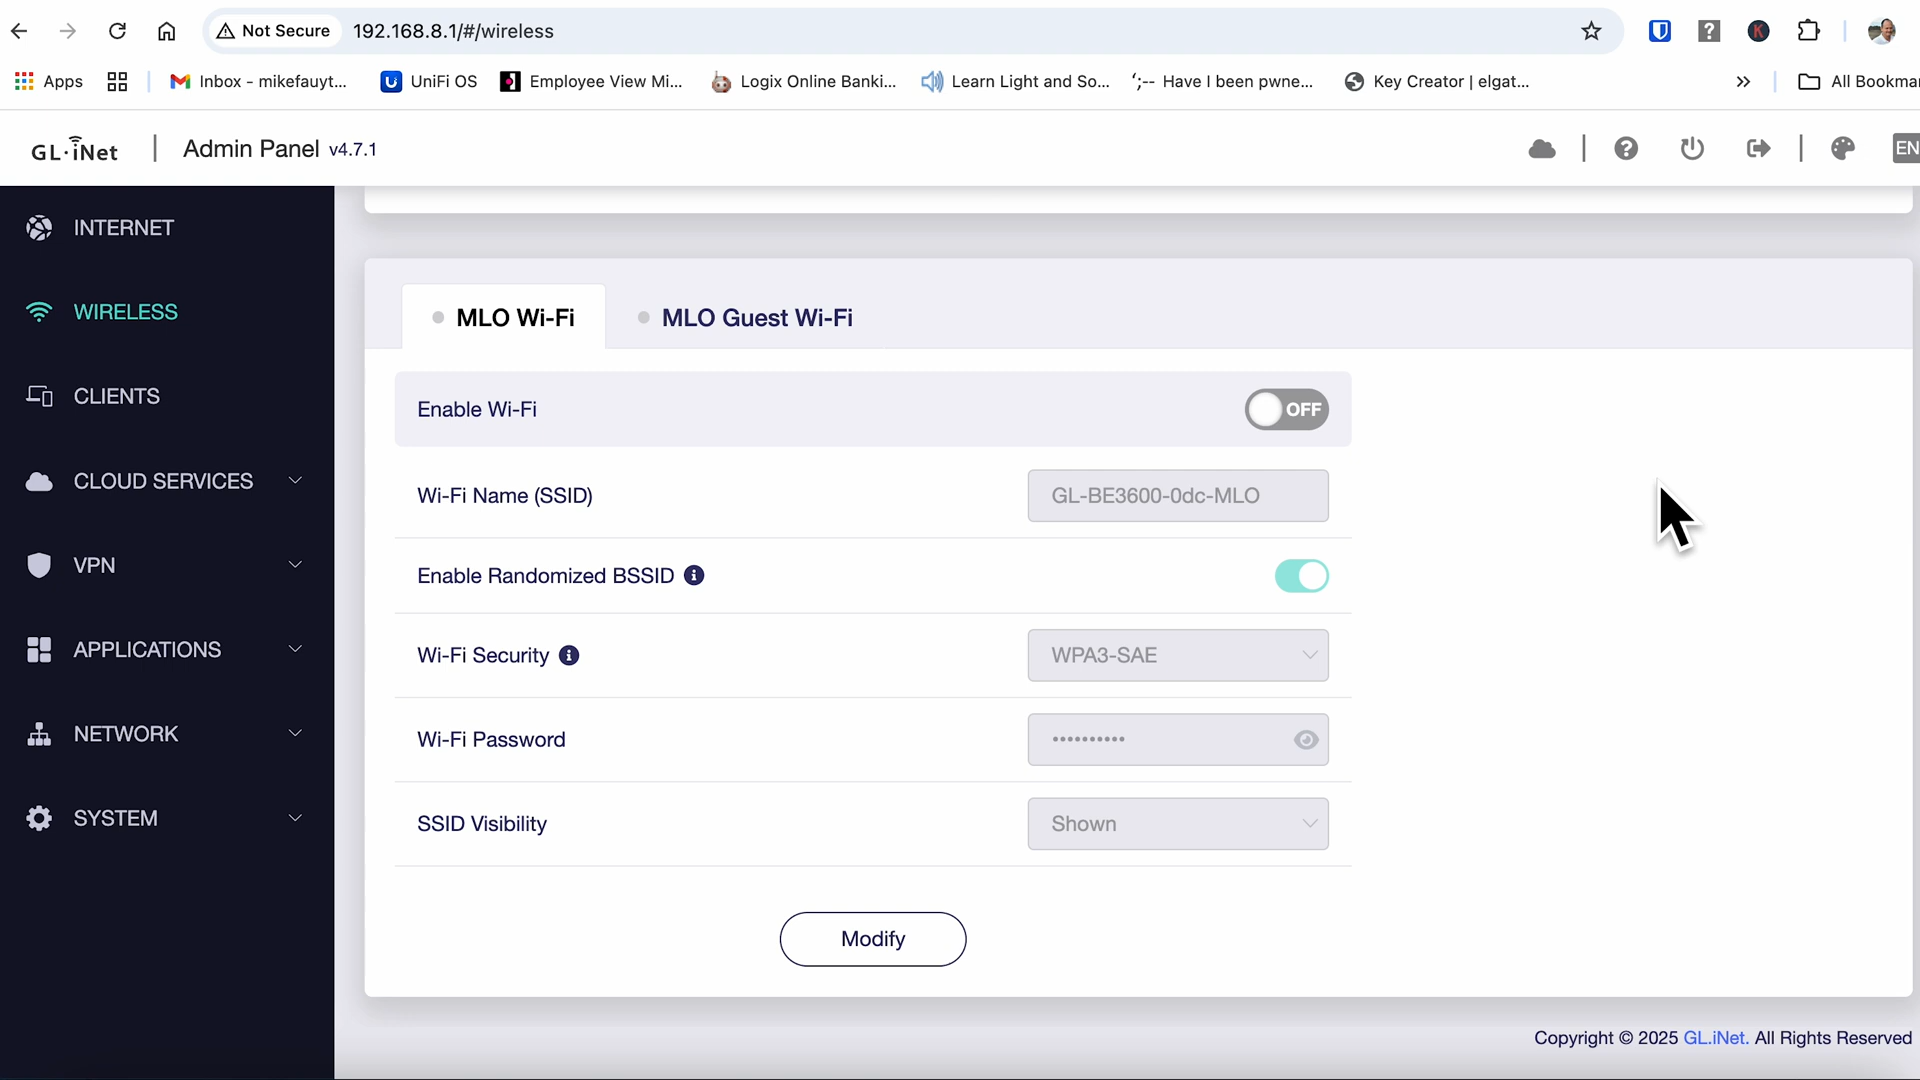 Not Secure 192.168.8.1/#/wireless
Apps Inbox - mikefauyt... UniFi OS Employee View Mi... Logix Online Banki... Learn Light and So... Have I been pwne... Key Creator | elgat... All Bookma
GL·iNet | Admin Panel v4.7.1 EN
INTERNET
WIRELESS
CLIENTS
CLOUD SERVICES
VPN
APPLICATIONS
NETWORK
SYSTEM
MLO Wi-Fi MLO Guest Wi-Fi
Enable Wi-Fi OFF
Wi-Fi Name (SSID) GL-BE3600-0dc-MLO
Enable Randomized BSSID
Wi-Fi Security WPA3-SAE
Wi-Fi Password ••••••••••
SSID Visibility Shown
Modify
Copyright © 2025 GL.iNet. All Rights Reserved